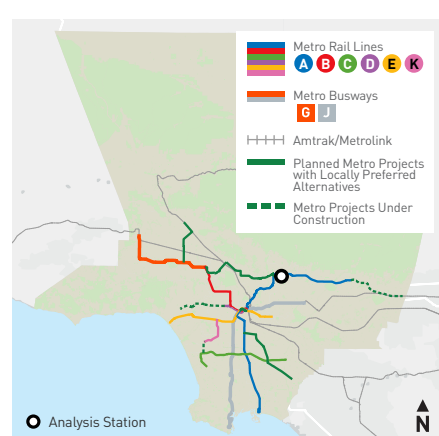 Metro Rail Lines
A B C D E K
Metro Busways
G J
Amtrak/Metrolink
Planned Metro Projects
with Locally Preferred
Alternatives
Metro Projects Under
Construction
Analysis Station
N